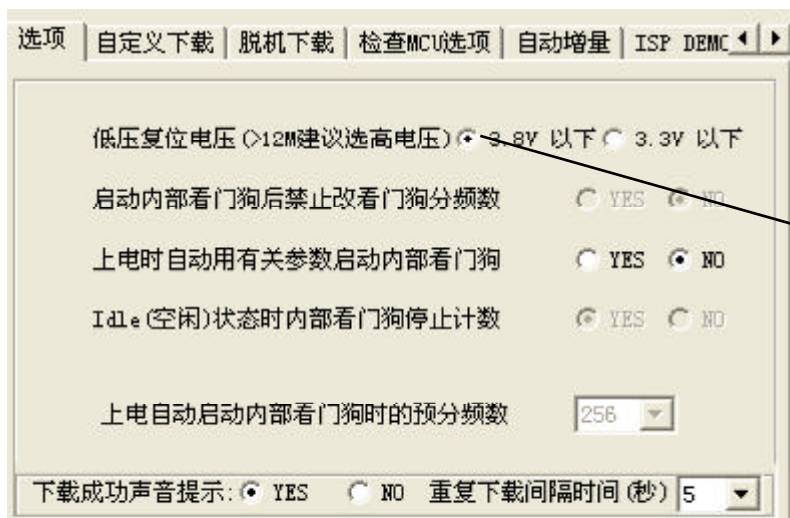 选项 自定义下载 脱机下载 检查MCU选项 自动增量 ISP DEMO
低压复位电压(>12M建议选高电压) 3.8V 以下 3.3V 以下
启动内部看门狗后禁止改看门狗分频数 YES NO
上电时自动用有关参数启动内部看门狗 YES NO
Idle(空闲)状态时内部看门狗停止计数 YES NO
上电自动启动内部看门狗时的预分频数 256
下载成功声音提示: YES NO 重复下载间隔时间(秒) 5